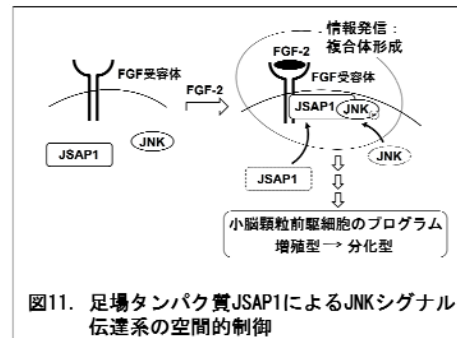 情報発信：
複合体形成
FGF-2
FGF受容体
FGF-2
FGF受容体
JSAP1
JNK
JNK
JSAP1
JNK
JSAP1
小脳顆粒前駆細胞のプログラム
増殖型→分化型
図11. 足場タンパク質JSAP1によるJNKシグナル
伝達系の空間的制御